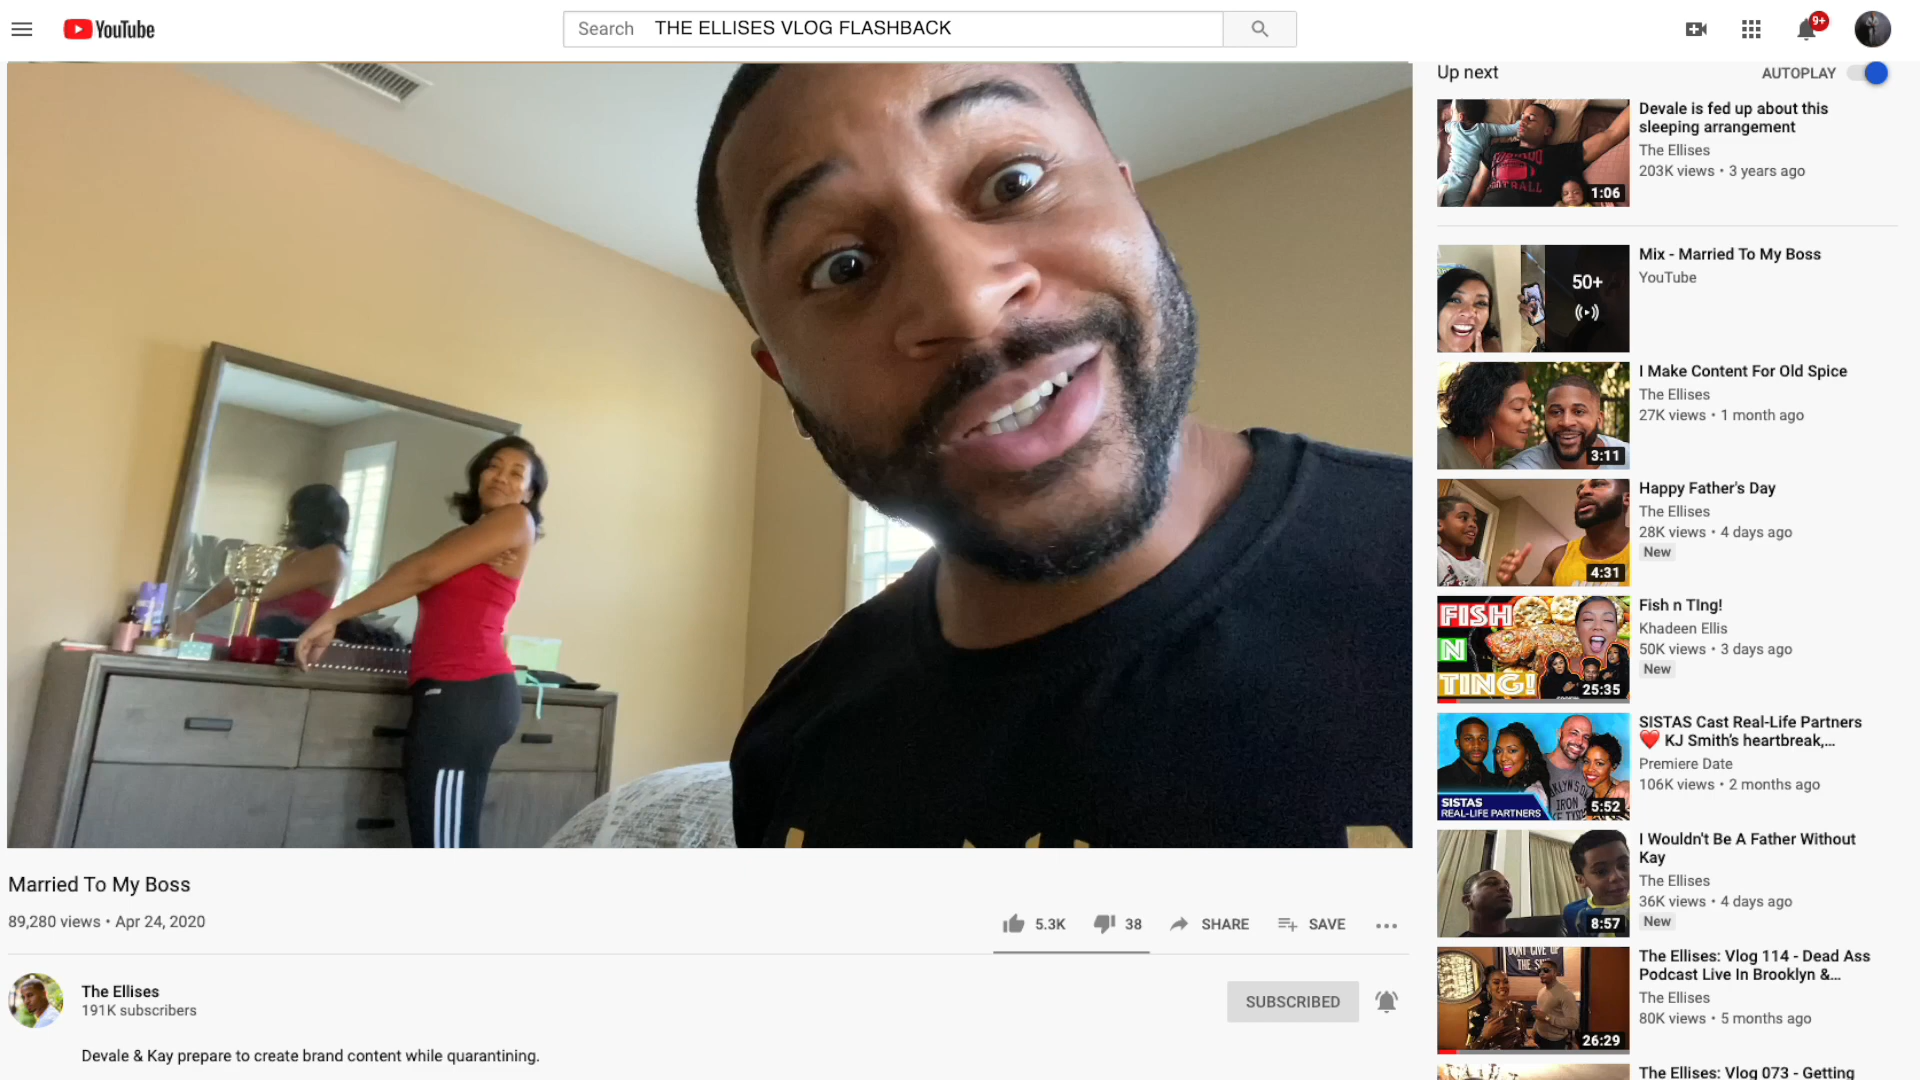 YouTube
Search THE ELLISES VLOG FLASHBACK
9+
Up next
AUTOPLAY
Devale is fed up about this
sleeping arrangement
The Ellises
203K views • 3 years ago
FOOTBALL
1:06
Mix - Married To My Boss
YouTube
50+
I Make Content For Old Spice
The Ellises
27K views • 1 month ago
3:11
Happy Father's Day
The Ellises
28K views • 4 days ago
New
4:31
Fish n TIng!
Khadeen Ellis
50K views • 3 days ago
New
FISH
N
TING!
25:35
SISTAS Cast Real-Life Partners
❤️ KJ Smith's heartbreak,...
Premiere Date
106K views • 2 months ago
SISTAS
REAL-LIFE PARTNERS
IRON
5:52
I Wouldn't Be A Father Without
Kay
The Ellises
36K views • 4 days ago
New
8:57
The Ellises: Vlog 114 - Dead Ass
Podcast Live In Brooklyn &...
The Ellises
80K views • 5 months ago
DONT GIVE UP
THE
26:29
The Ellises: Vlog 073 - Getting
Married To My Boss
89,280 views • Apr 24, 2020
5.3K
38
SHARE
SAVE
The Ellises
191K subscribers
SUBSCRIBED
Devale & Kay prepare to create brand content while quarantining.